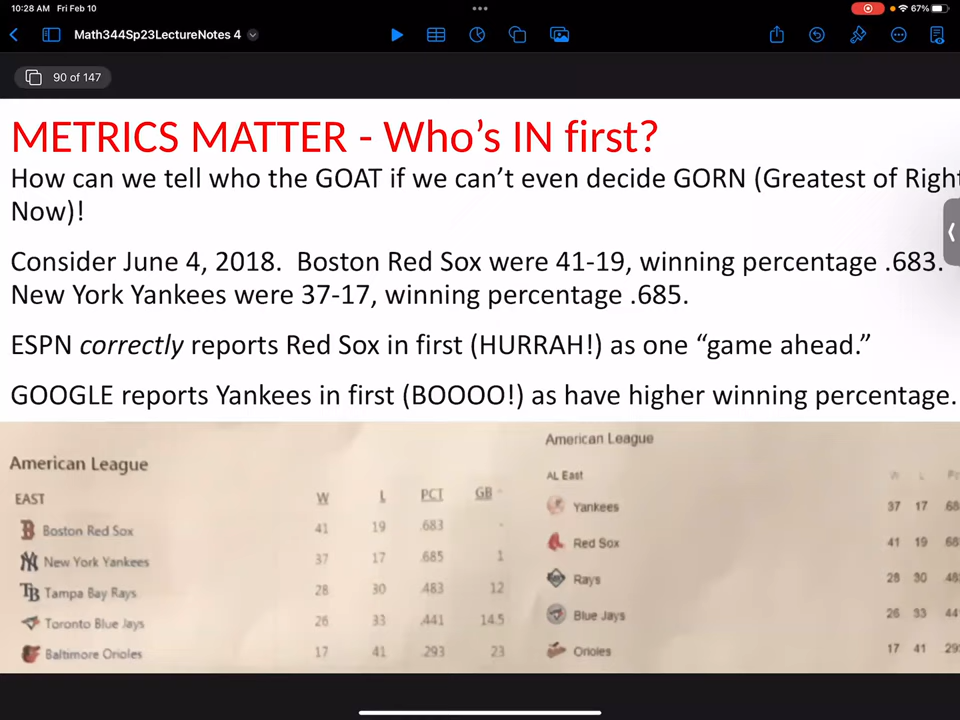 10:28 AM Fri Feb 10
67%
Math344Sp23LectureNotes 4
90 of 147
METRICS MATTER - Who's IN first?
How can we tell who the GOAT if we can't even decide GORN (Greatest of Right
Now)!
Consider June 4, 2018. Boston Red Sox were 41-19, winning percentage .683.
New York Yankees were 37-17, winning percentage .685.
ESPN correctly reports Red Sox in first (HURRAH!) as one “game ahead.”
GOOGLE reports Yankees in first (BOOOO!) as have higher winning percentage.
American League
EAST W L PCT GB
Boston Red Sox 41 19 .683 -
New York Yankees 37 17 .685 1
Tampa Bay Rays 28 30 .483 12
Toronto Blue Jays 26 33 .441 14.5
Baltimore Orioles 17 41 .293 23
American League
AL East W L
Yankees 37 17 .68
Red Sox 41 19 .68
Rays 28 30 .48
Blue Jays 26 33 .44
Orioles 17 41 .29